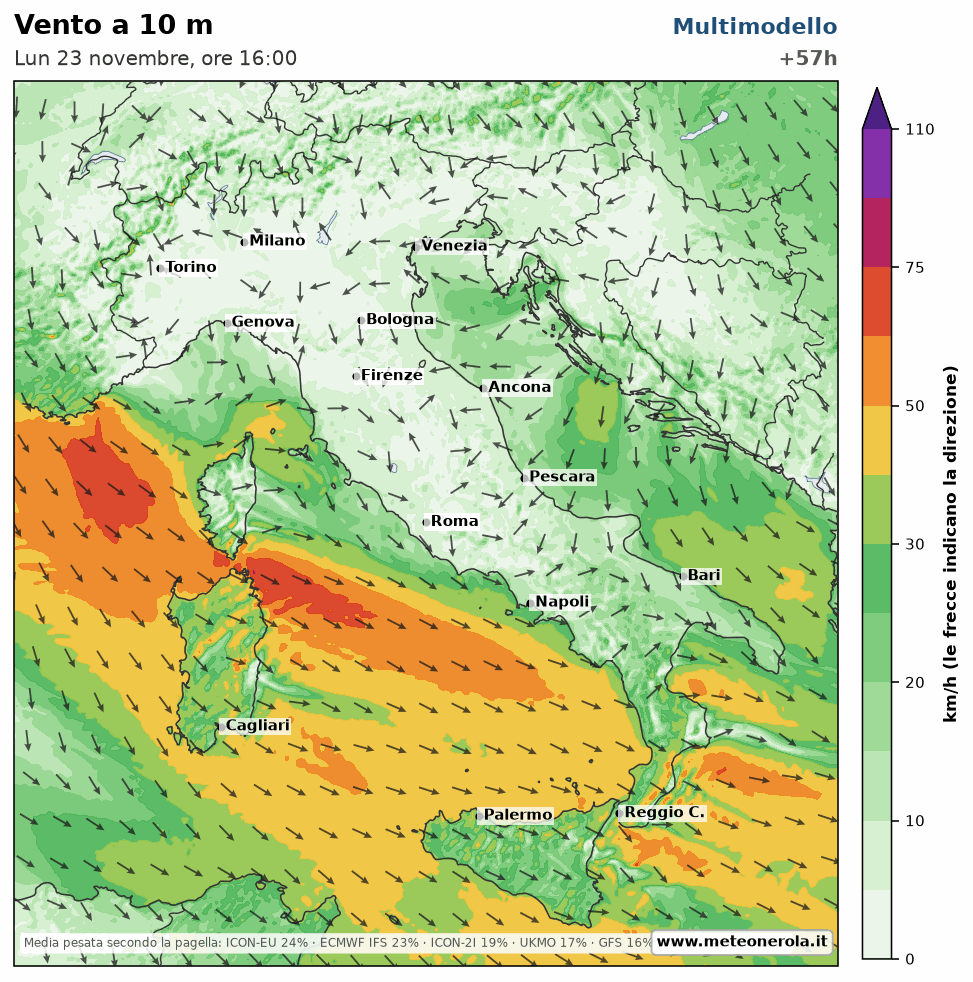 Vento a 10 m
Multimodello
Lun 23 novembre, ore 16:00
+57h
110
75
50
30
20
10
0
km/h (le frecce indicano la direzione)
Milano
Venezia
Torino
Genova
Bologna
Firenze
Ancona
Pescara
Roma
Bari
Napoli
Cagliari
Palermo
Reggio C.
Media pesata secondo la pagella: ICON-EU 24% · ECMWF IFS 23% · ICON-2I 19% · UKMO 17% · GFS 16%
www.meteonerola.it